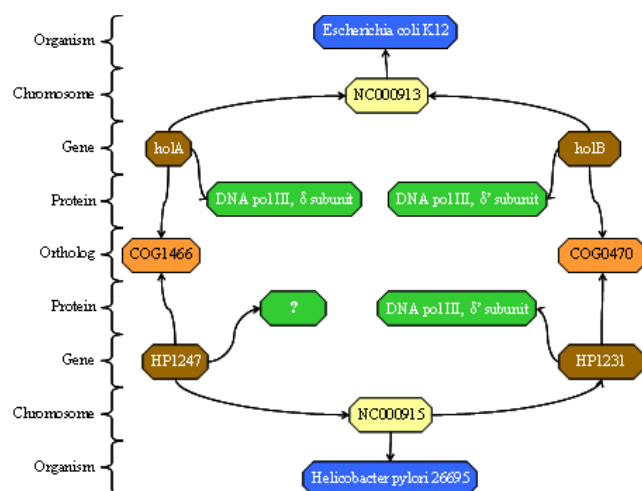 Organism
Escherichia coli K12
Chromosome
NC000913
Gene
holA
holB
Protein
DNA pol III, δ subunit
DNA pol III, δ' subunit
Ortholog
COG1466
COG0470
Protein
?
DNA pol III, δ' subunit
Gene
HP1247
HP1231
Chromosome
NC000915
Organism
Helicobacter pylori 26695